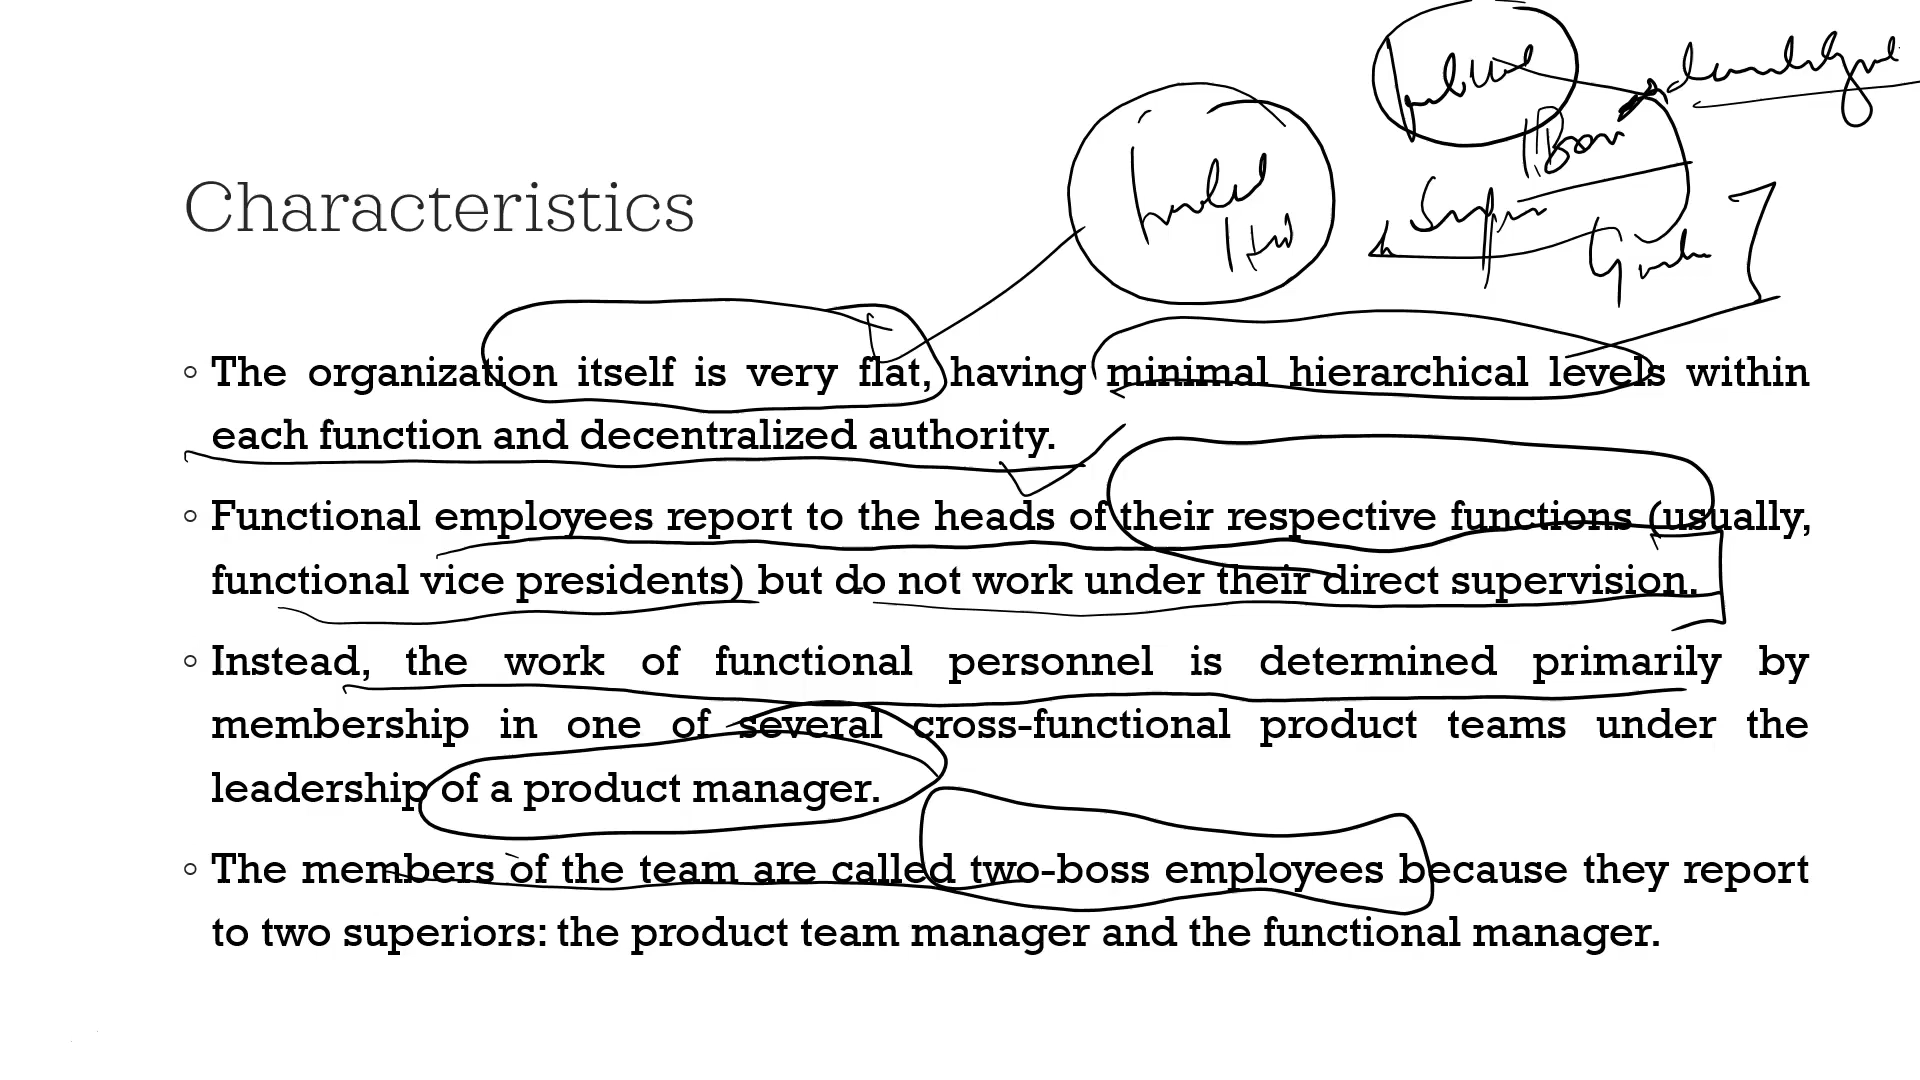 Characteristics
◦ The organization itself is very flat, having minimal hierarchical levels within
each function and decentralized authority.
◦ Functional employees report to the heads of their respective functions (usually,
functional vice presidents) but do not work under their direct supervision.
◦ Instead, the work of functional personnel is determined primarily by
membership in one of several cross-functional product teams under the
leadership of a product manager.
◦ The members of the team are called two-boss employees because they report
to two superiors: the product team manager and the functional manager.